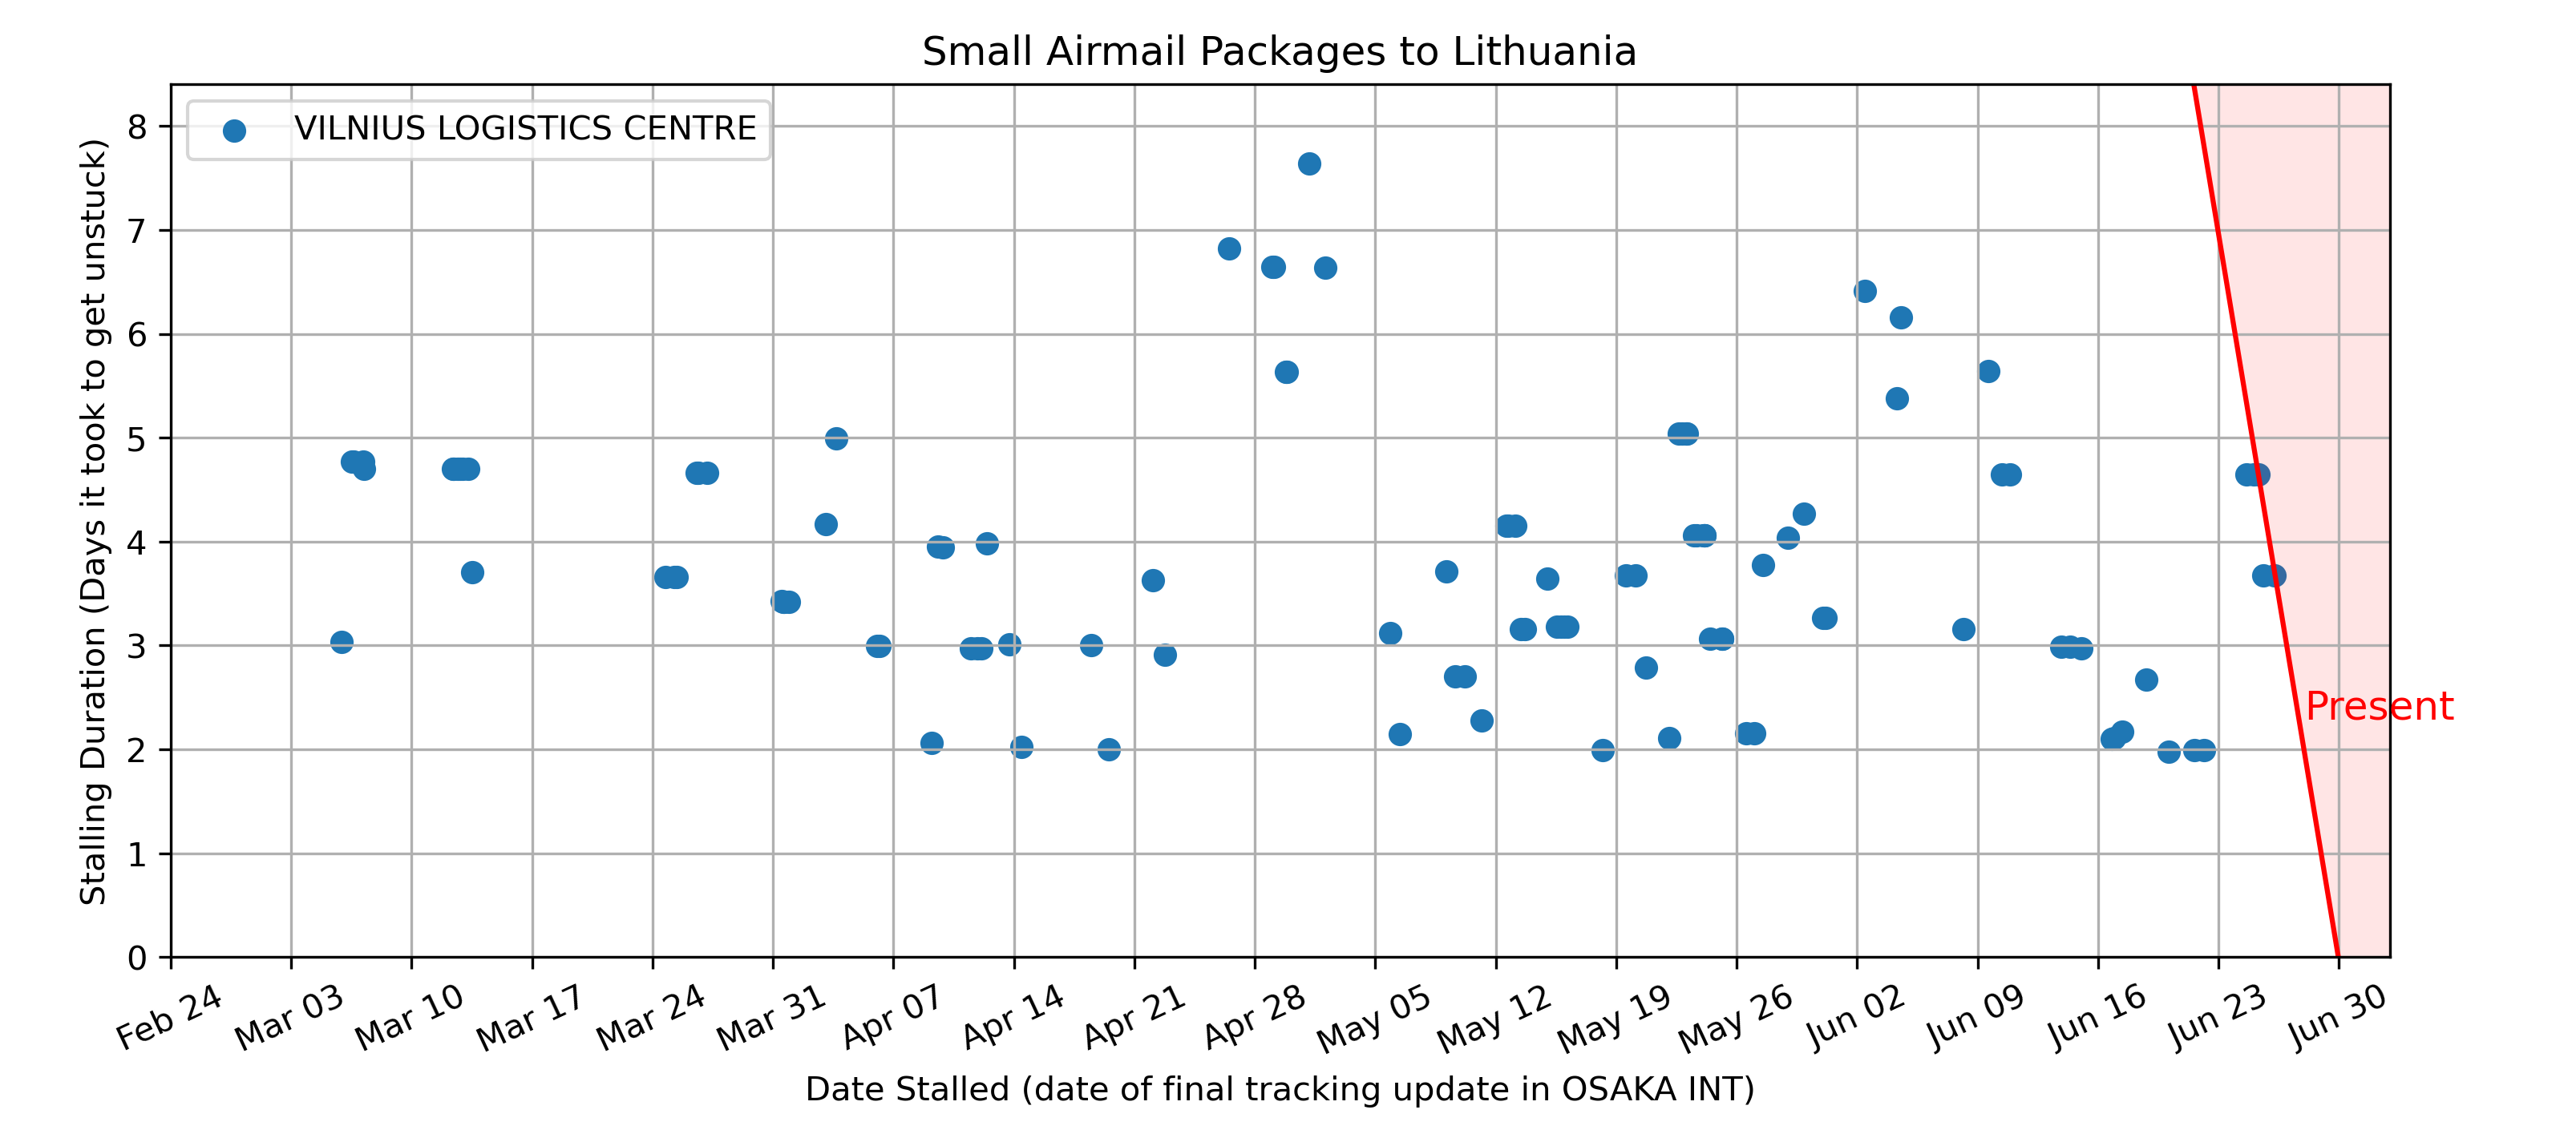 Small Airmail Packages to Lithuania
VILNIUS LOGISTICS CENTRE
Stalling Duration (Days it took to get unstuck)
8
7
6
5
4
3
2
1
0
Present
Feb 24
Mar 03
Mar 10
Mar 17
Mar 24
Mar 31
Apr 07
Apr 14
Apr 21
Apr 28
May 05
May 12
May 19
May 26
Jun 02
Jun 09
Jun 16
Jun 23
Jun 30
Date Stalled (date of final tracking update in OSAKA INT)